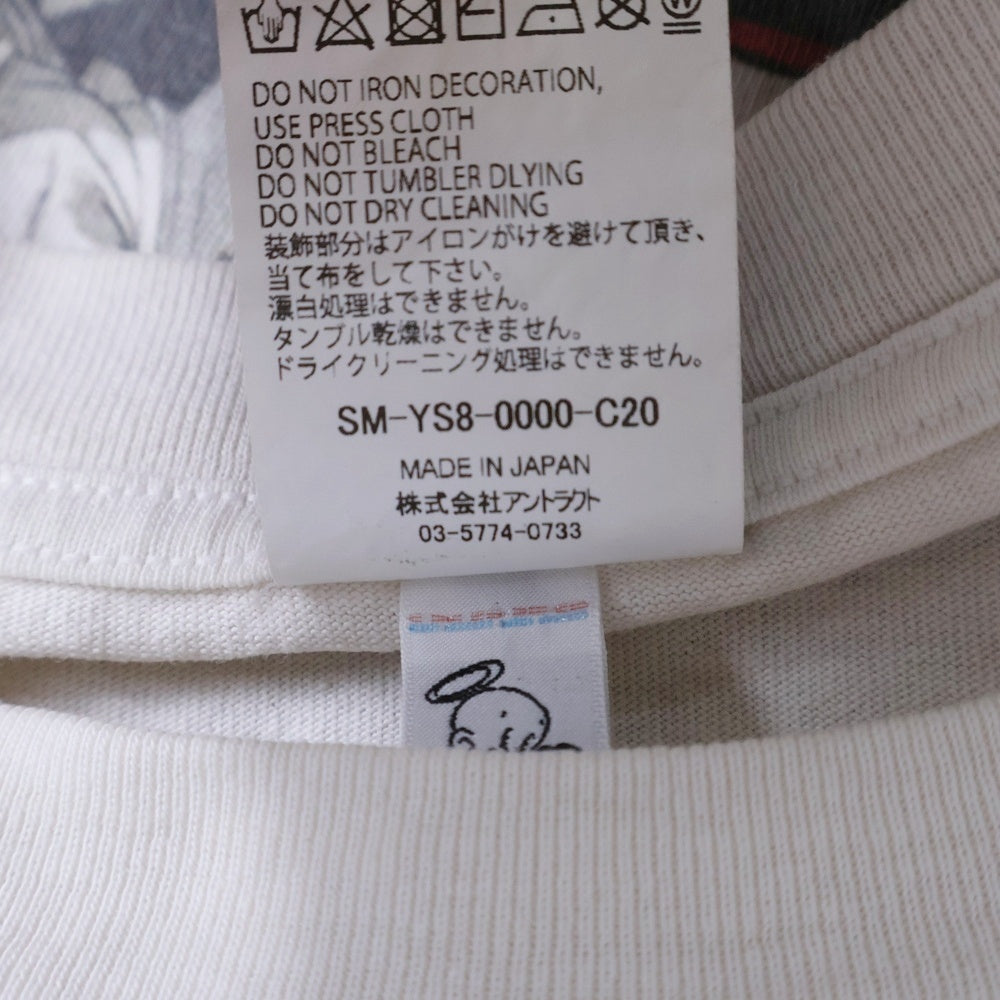 DO NOT IRON DECORATION,
USE PRESS CLOTH
DO NOT BLEACH
DO NOT TUMBLER DLYING
DO NOT DRY CLEANING
装飾部分はアイロンがけを避けて頂き、
当て布をして下さい。
漂白処理はできません。
タンブル乾燥はできません。
ドライクリーニング処理はできません。
SM-YS8-0000-C20
MADE IN JAPAN
株式会社アントラクト
03-5774-0733